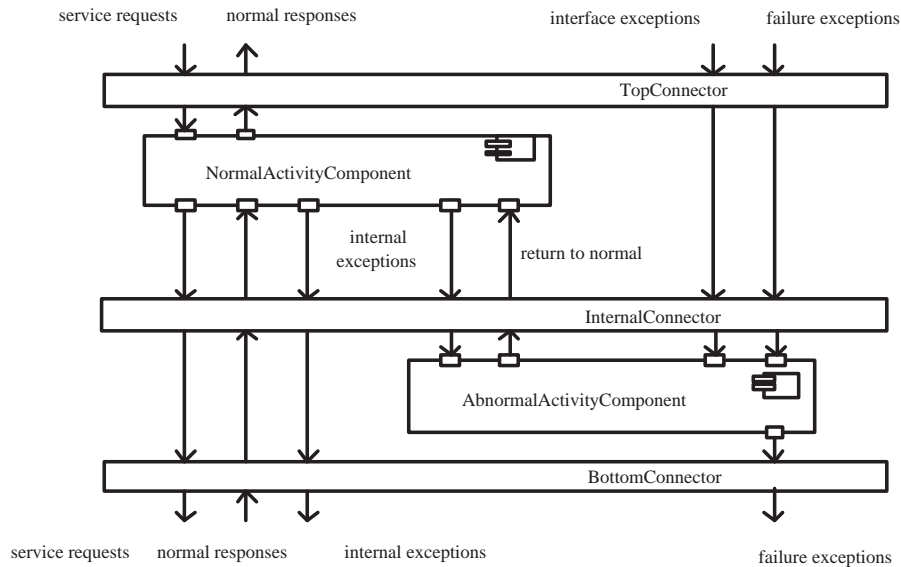 service requests
normal responses
interface exceptions
failure exceptions
TopConnector
NormalActivityComponent
internal
exceptions
return to normal
InternalConnector
AbnormalActivityComponent
BottomConnector
service requests
normal responses
internal exceptions
failure exceptions